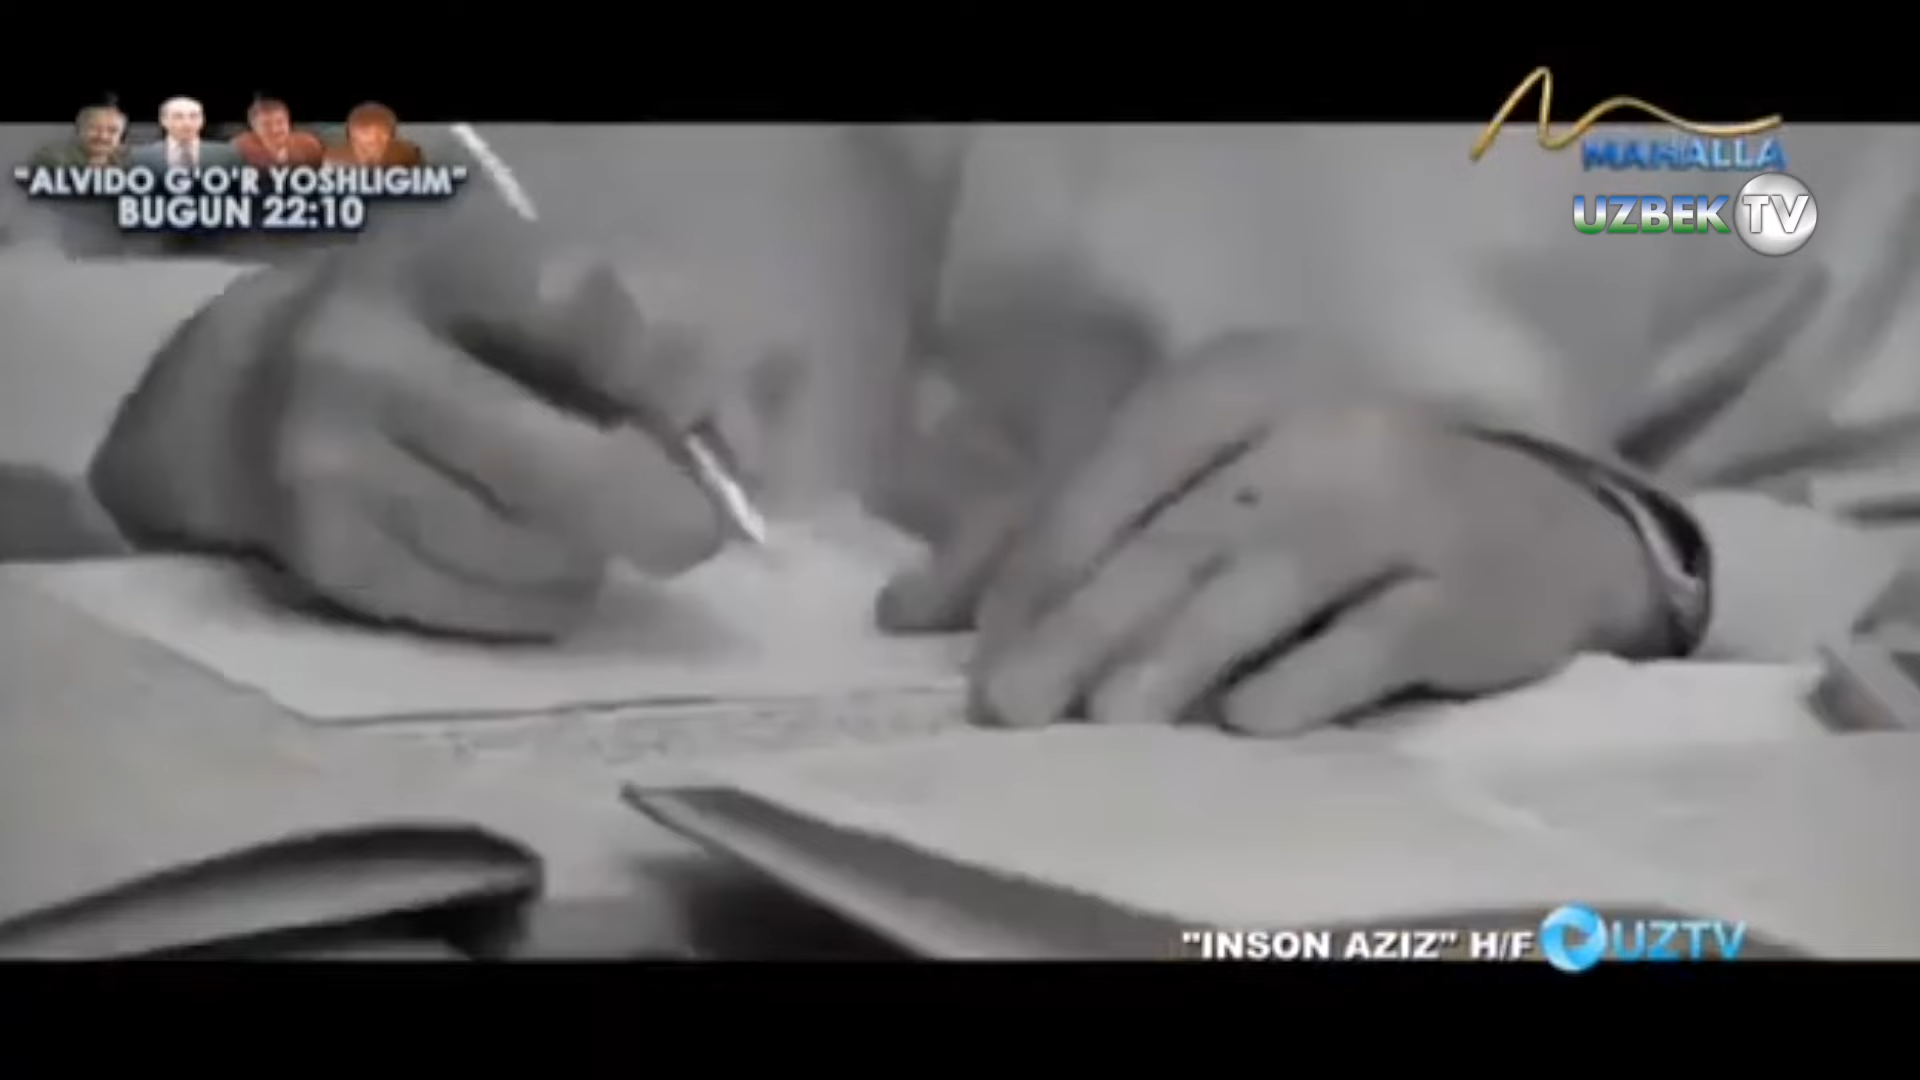 "ALVIDO G'O'R YOSHLIGIM"
BUGUN 22:10
MAHALLA
UZBEK TV
"INSON AZIZ" H/F
UZTV